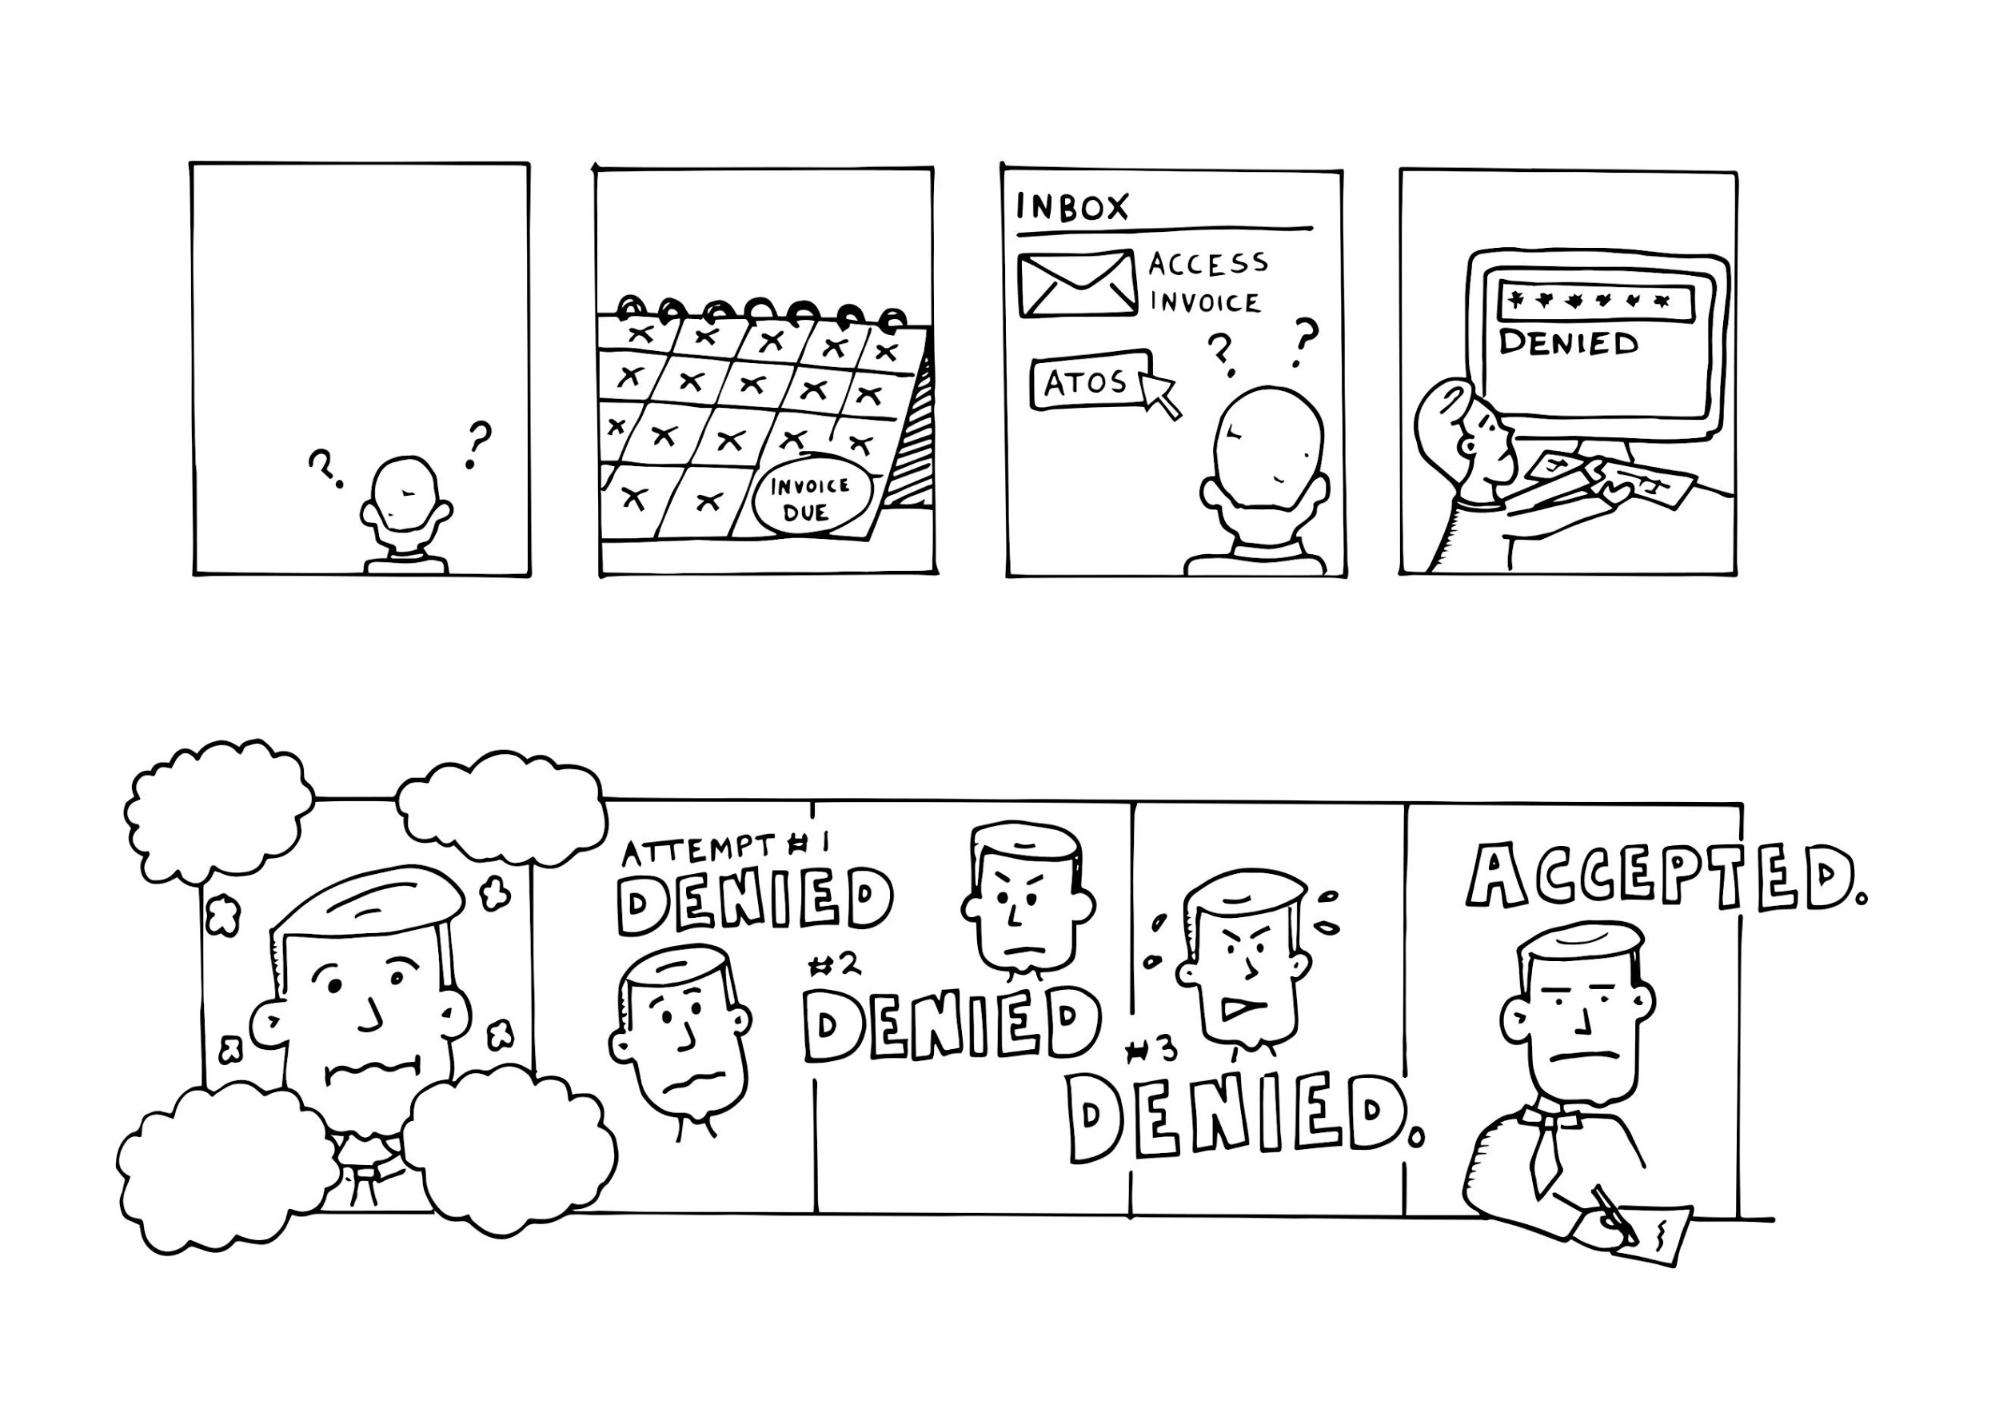 ? ?
INVOICE
DUE
INBOX
ACCESS
INVOICE
? ?
ATOS
******
DENIED
ATTEMPT #1
DENIED
#2
DENIED
#3
DENIED.
ACCEPTED.